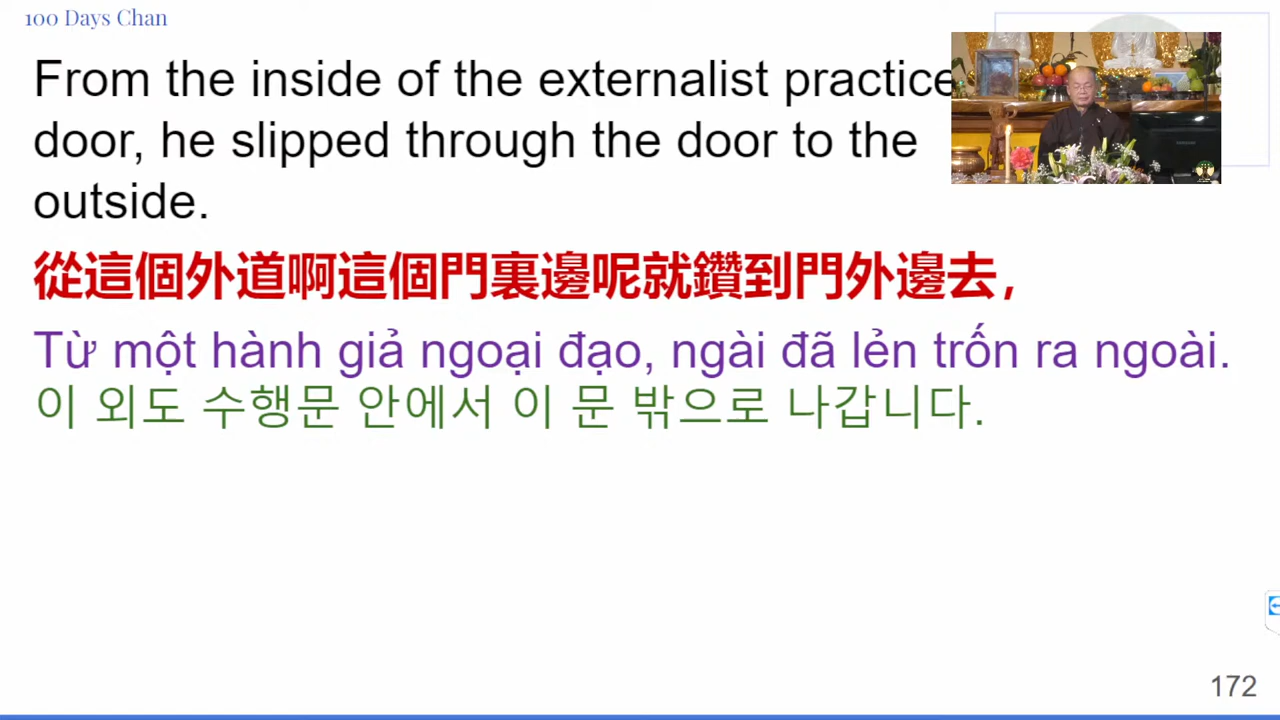 100 Days Chan
From the inside of the externalist practice
door, he slipped through the door to the
outside.
從這個外道啊這個門裏邊呢就鑽到門外邊去，
Từ một hành giả ngoại đạo, ngài đã lẻn trốn ra ngoài.
이 외도 수행문 안에서 이 문 밖으로 나갑니다.
172